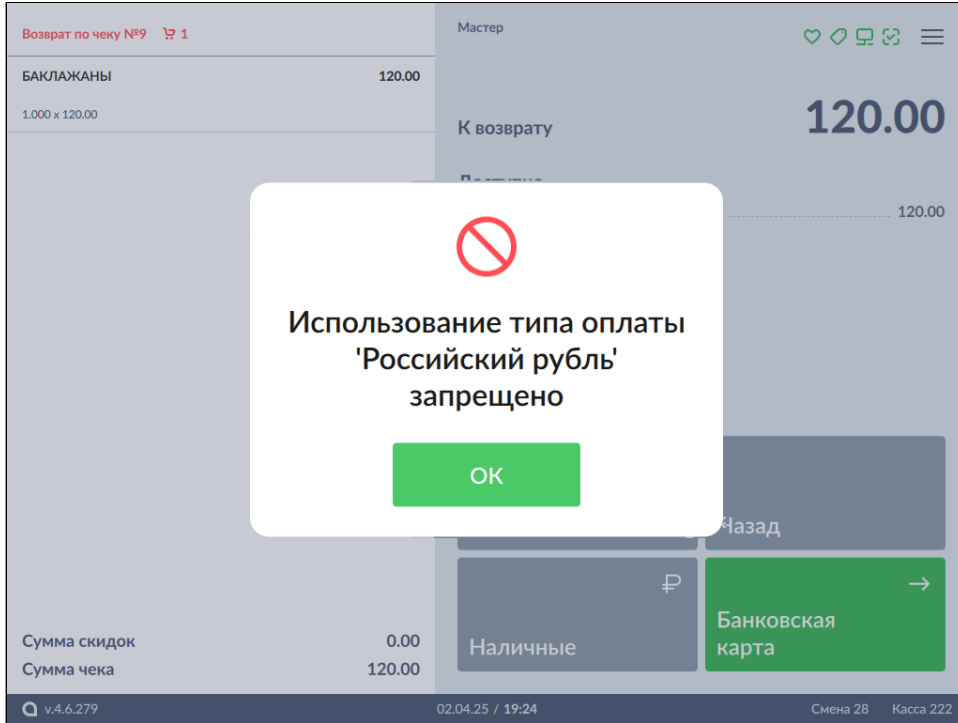 Возврат по чеку №9 1
Мастер
БАКЛАЖАНЫ 120.00
1.000 x 120.00
К возврату 120.00
120.00
Использование типа оплаты
'Российский рубль'
запрещено
ОК
Назад
Наличные
Банковская
карта
Сумма скидок 0.00
Сумма чека 120.00
v.4.6.279 02.04.25 / 19:24 Смена 28 Касса 222